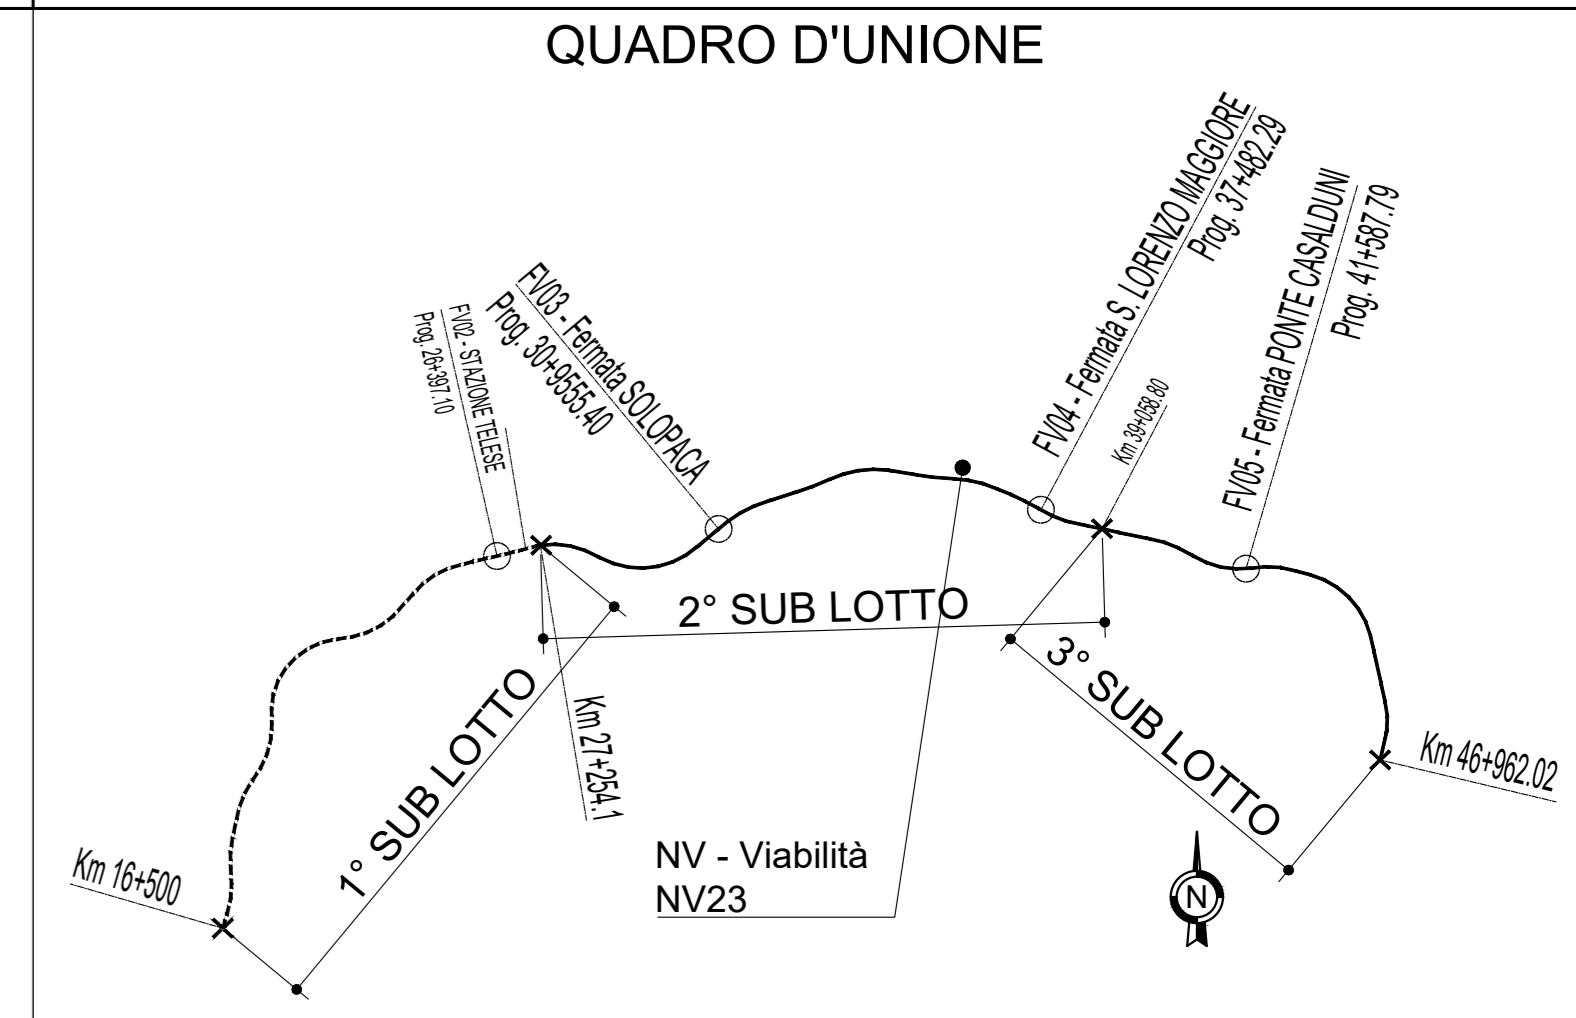 QUADRO D'UNIONE
FV02 - STAZIONE TELESE
Prog. 26+397.10
FV03 - Fermata SOLOPACA
Prog. 30+9555.40
FV04 - Fermata S. LORENZO MAGGIORE
Prog. 37+482.29
Km 39+058.80
FV05 - Fermata PONTE CASALDUNI
Prog. 41+587.79
2° SUB LOTTO
1° SUB LOTTO
3° SUB LOTTO
Km 27+254.1
Km 46+962.02
Km 16+500
NV - Viabilità
NV23
N